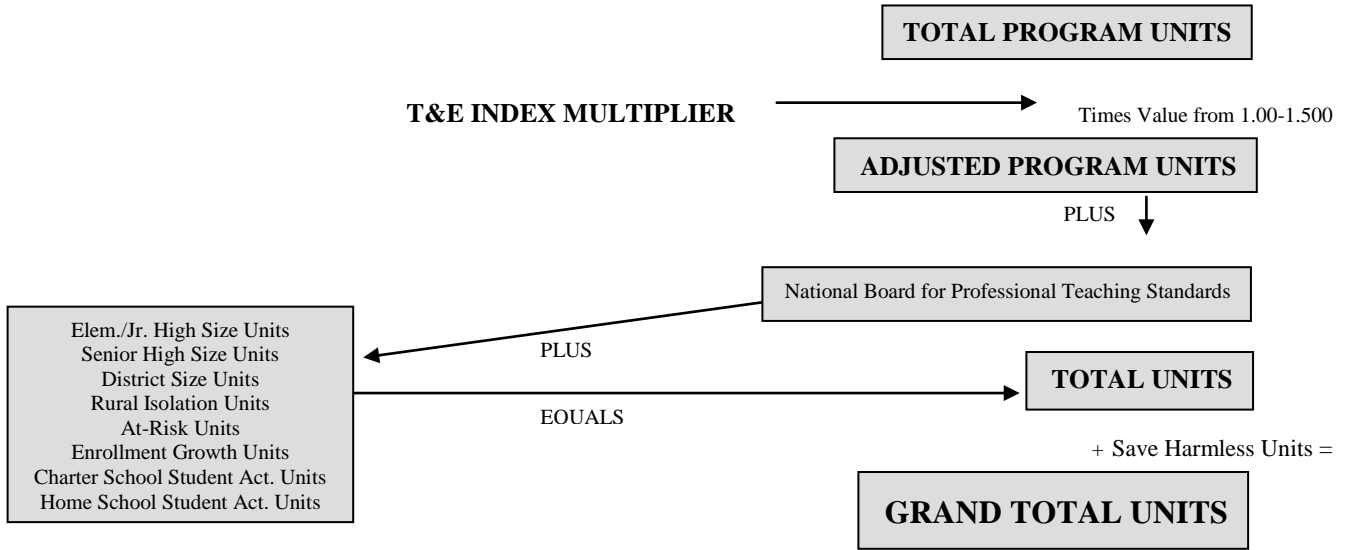 TOTAL PROGRAM UNITS
T&E INDEX MULTIPLIER
Times Value from 1.00-1.500
ADJUSTED PROGRAM UNITS
PLUS
National Board for Professional Teaching Standards
Elem./Jr. High Size Units
Senior High Size Units
District Size Units
Rural Isolation Units
At-Risk Units
Enrollment Growth Units
Charter School Student Act. Units
Home School Student Act. Units
PLUS
EOUALS
TOTAL UNITS
+ Save Harmless Units =
GRAND TOTAL UNITS